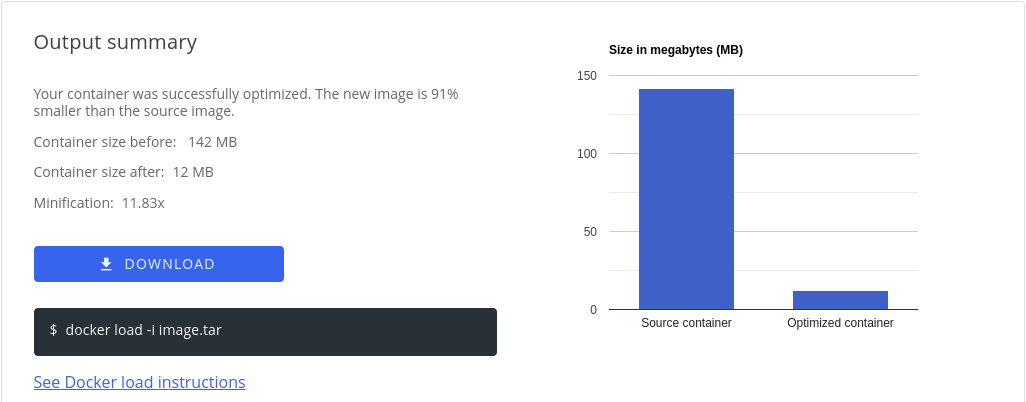 Output summary
Your container was successfully optimized. The new image is 91%
smaller than the source image.
Container size before: 142 MB
Container size after: 12 MB
Minification: 11.83x
DOWNLOAD
$ docker load -i image.tar
See Docker load instructions
Size in megabytes (MB)
150
100
50
0
Source container
Optimized container